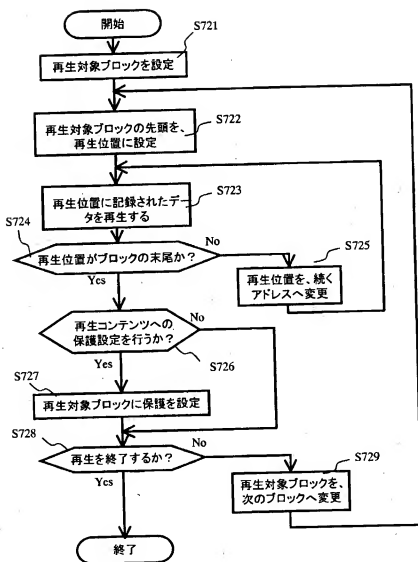 開始
S721
再生対象ブロックを設定
S722
再生対象ブロックの先頭を、
再生位置に設定
S723
再生位置に記録されたデ
ータを再生する
S724
再生位置がブロックの末尾か?
No
Yes
S725
再生位置を、続く
アドレスへ変更
再生コンテンツへの
保護設定を行うか?
No
Yes
S726
S727
再生対象ブロックに保護を設定
S728
再生を終了するか?
No
Yes
S729
再生対象ブロックを、
次のブロックへ変更
終了